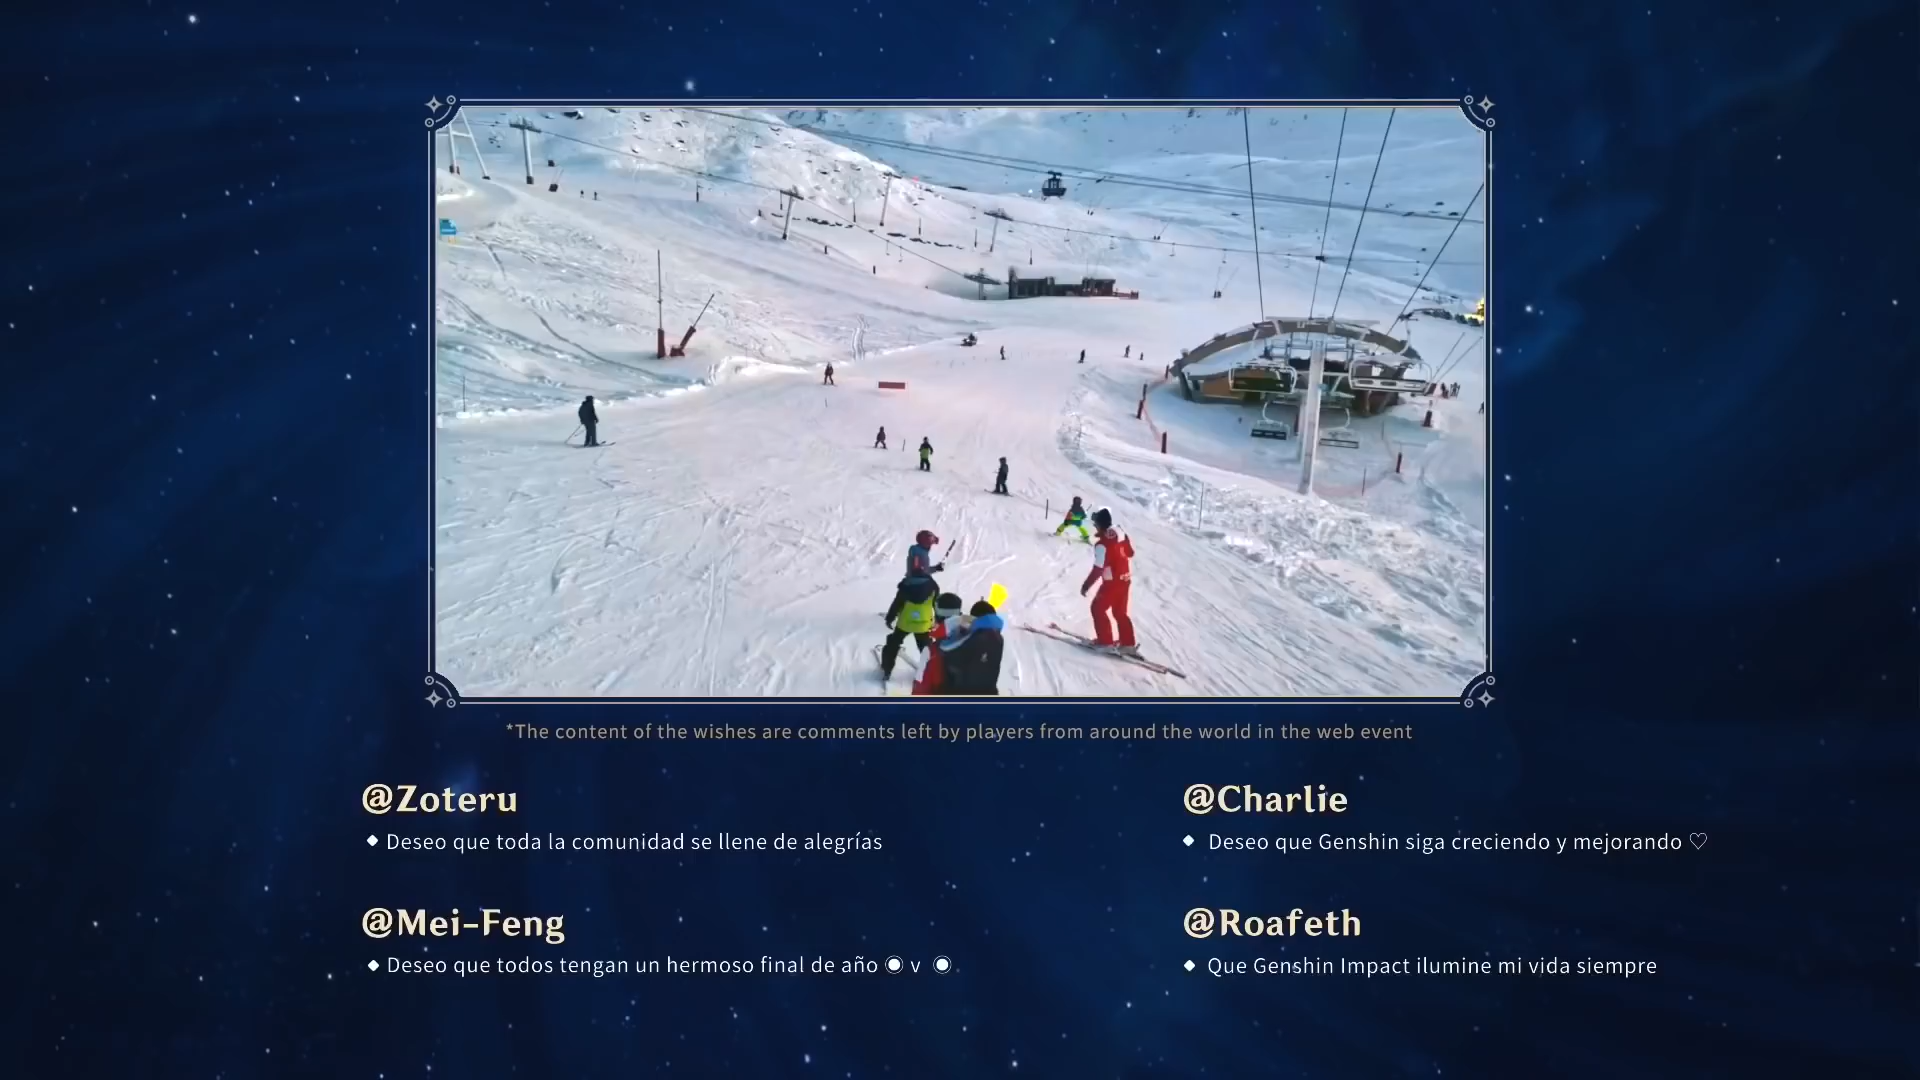 *The content of the wishes are comments left by players from around the world in the web event
@Zoteru
◆ Deseo que toda la comunidad se llene de alegrías
@Charlie
◆ Deseo que Genshin siga creciendo y mejorando ♡
@Mei-Feng
◆ Deseo que todos tengan un hermoso final de año ◉ v ◉
@Roafeth
◆ Que Genshin Impact ilumine mi vida siempre